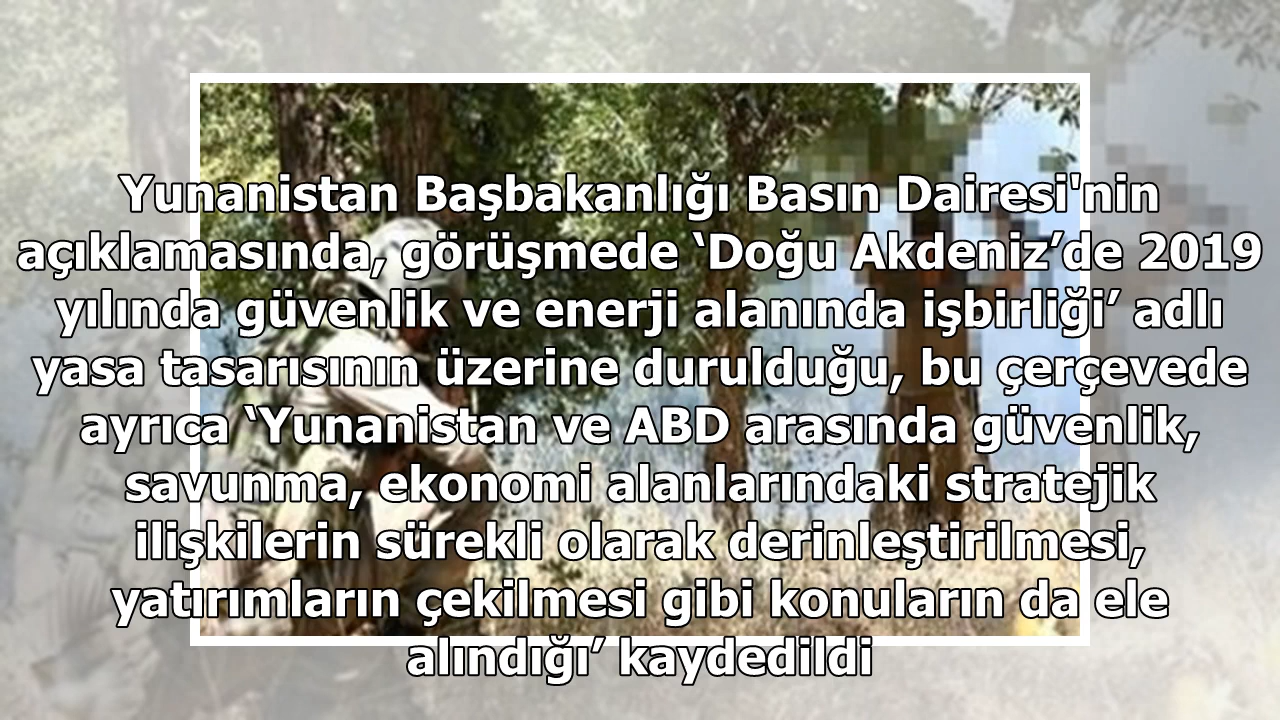 Yunanistan Başbakanlığı Basın Dairesi'nin
açıklamasında, görüşmede ‘Doğu Akdeniz’de 2019
yılında güvenlik ve enerji alanında işbirliği’ adlı
yasa tasarısının üzerine durulduğu, bu çerçevede
ayrıca ‘Yunanistan ve ABD arasında güvenlik,
savunma, ekonomi alanlarındaki stratejik
ilişkilerin sürekli olarak derinleştirilmesi,
yatırımların çekilmesi gibi konuların da ele
alındığı’ kaydedildi